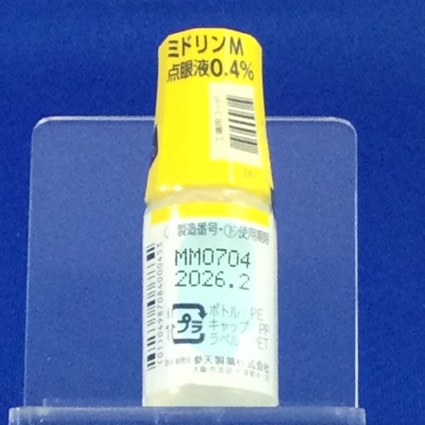 ミドリンM
点眼液0.4%
製造番号・使用期限
MM0704
2026.2
プラ
ボトル:PE
キャップ:PP
ラベル:PET
参天製薬株式会社